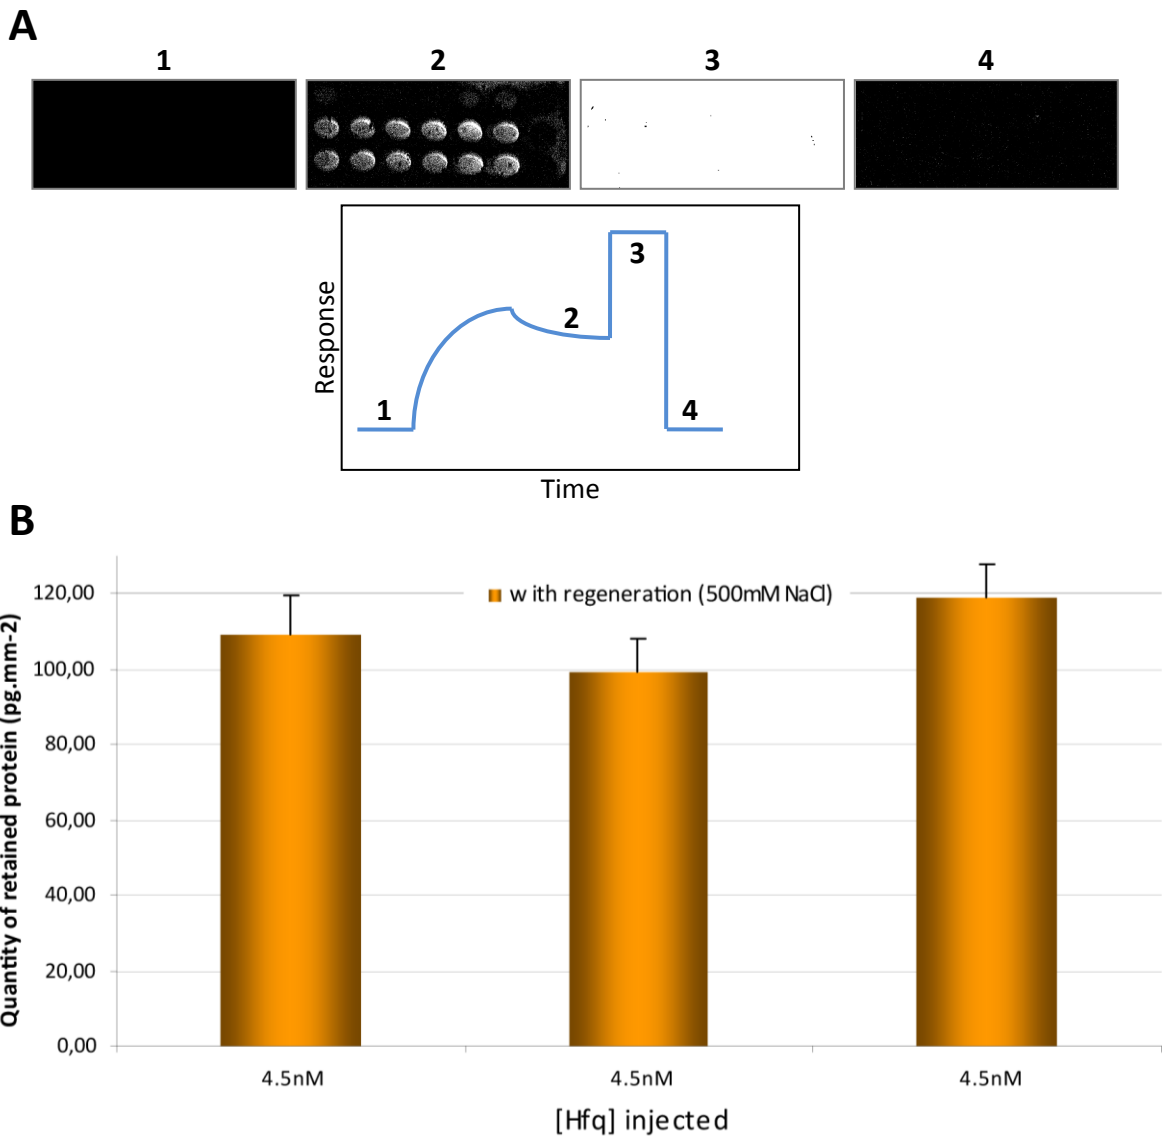 A
1 2 3 4
Response
1
2
3
4
Time
B
Quantity of retained protein (pg.mm-2)
120,00
100,00
80,00
60,00
40,00
20,00
0,00
w ith regeneration (500mM NaCl)
4.5nM 4.5nM 4.5nM
[Hfq] injected